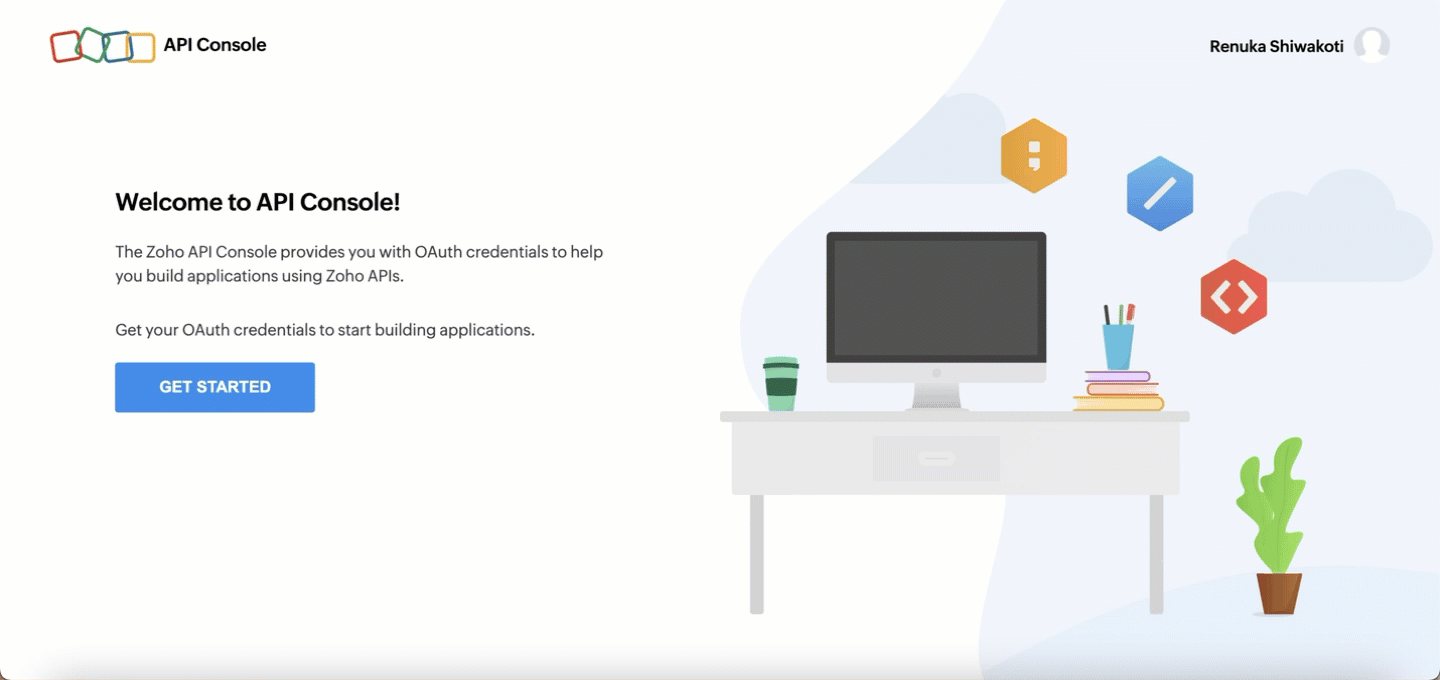 API Console
Renuka Shiwakoti
Welcome to API Console!
The Zoho API Console provides you with OAuth credentials to help
you build applications using Zoho APIs.
Get your OAuth credentials to start building applications.
GET STARTED